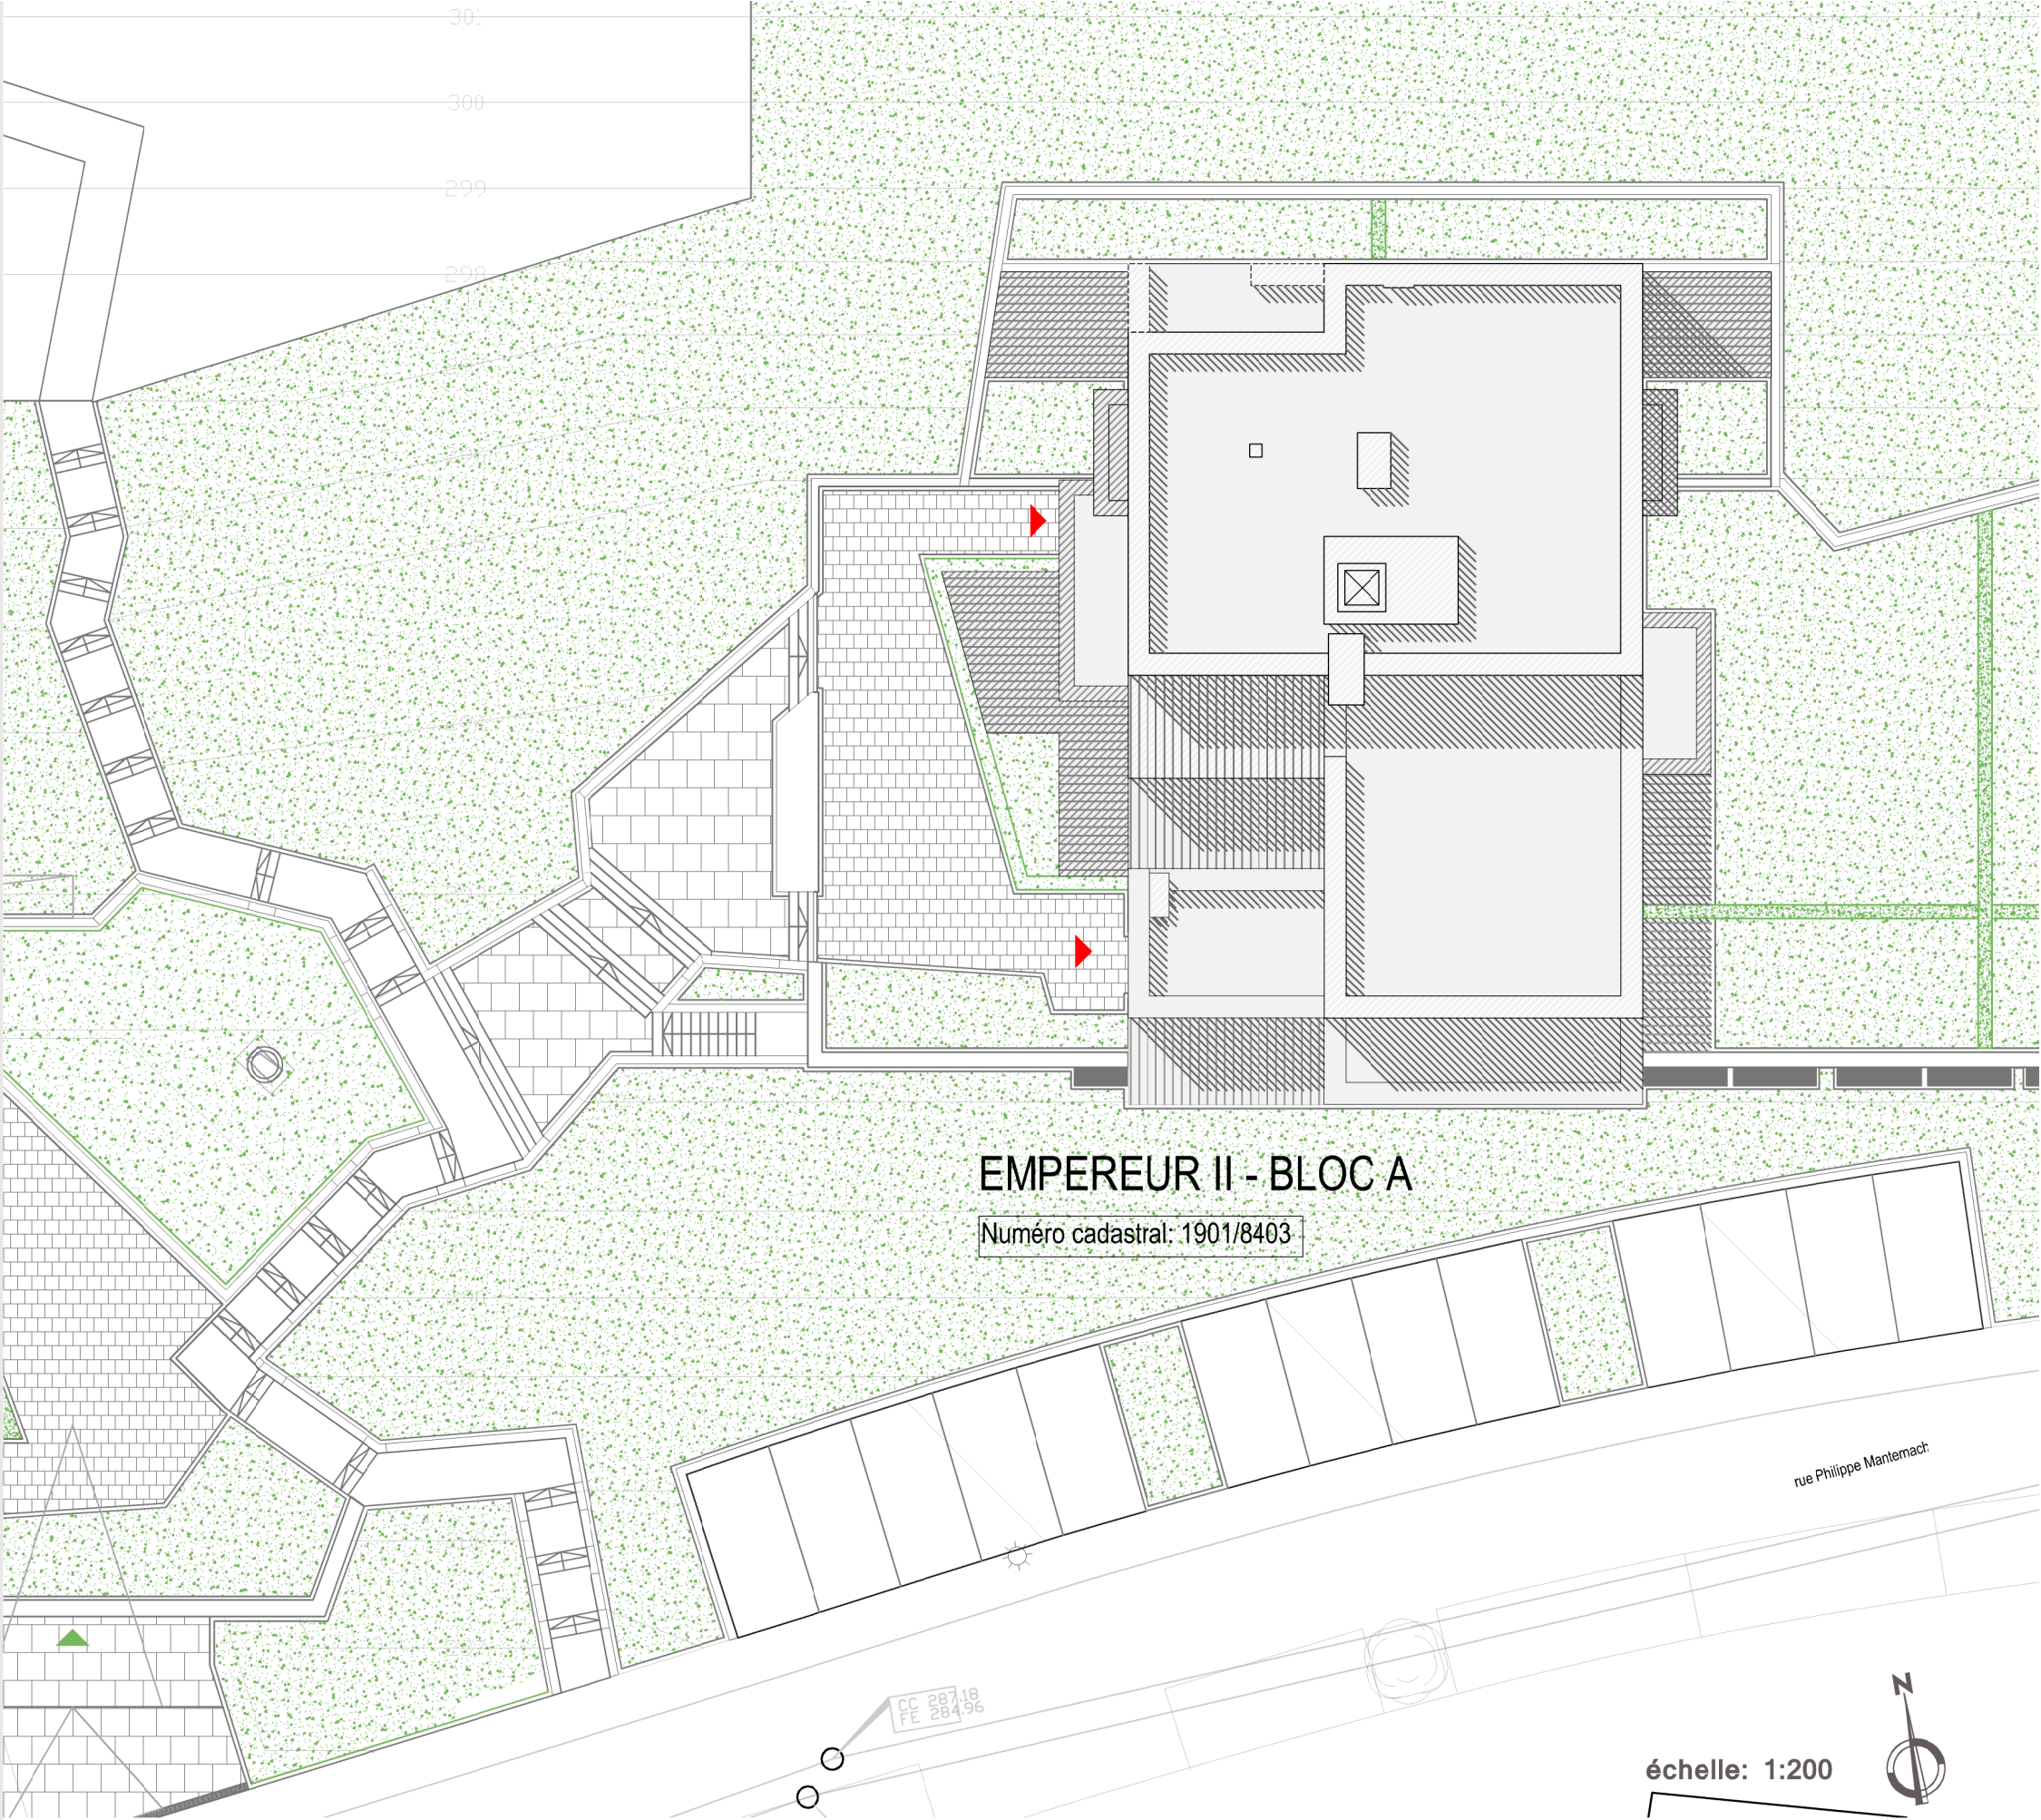 301
300
299
298
EMPEREUR II - BLOC A
Numéro cadastral: 1901/8403
rue Philippe Manternach
CC 287.18
FE 284.96
N
échelle: 1:200